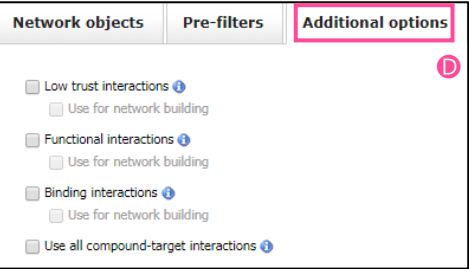 Network objects Pre-filters Additional options
D
Low trust interactions i
Use for network building
Functional interactions i
Use for network building
Binding interactions i
Use for network building
Use all compound-target interactions i